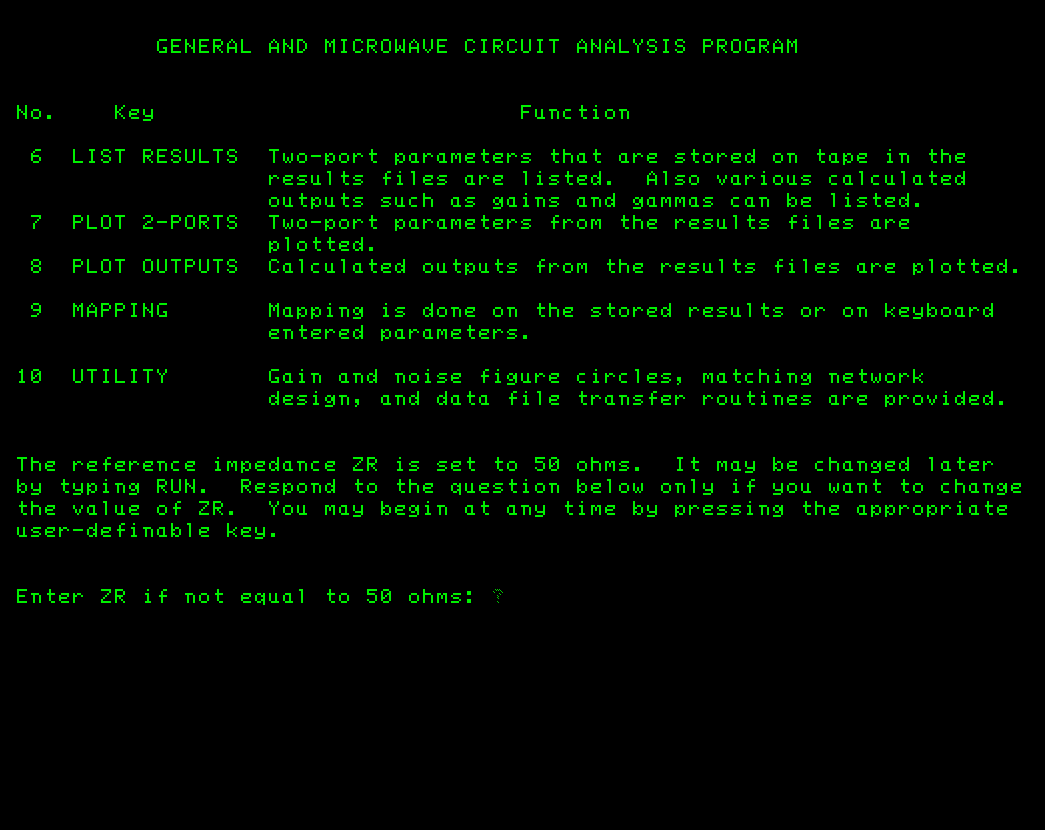 GENERAL AND MICROWAVE CIRCUIT ANALYSIS PROGRAM
No. Key Function
6 LIST RESULTS Two-port parameters that are stored on tape in the
results files are listed. Also various calculated
outputs such as gains and gammas can be listed.
7 PLOT 2-PORTS Two-port parameters from the results files are
plotted.
8 PLOT OUTPUTS Calculated outputs from the results files are plotted.
9 MAPPING Mapping is done on the stored results or on keyboard
entered parameters.
10 UTILITY Gain and noise figure circles, matching network
design, and data file transfer routines are provided.
The reference impedance ZR is set to 50 ohms. It may be changed later
by typing RUN. Respond to the question below only if you want to change
the value of ZR. You may begin at any time by pressing the appropriate
user-definable key.
Enter ZR if not equal to 50 ohms: ?